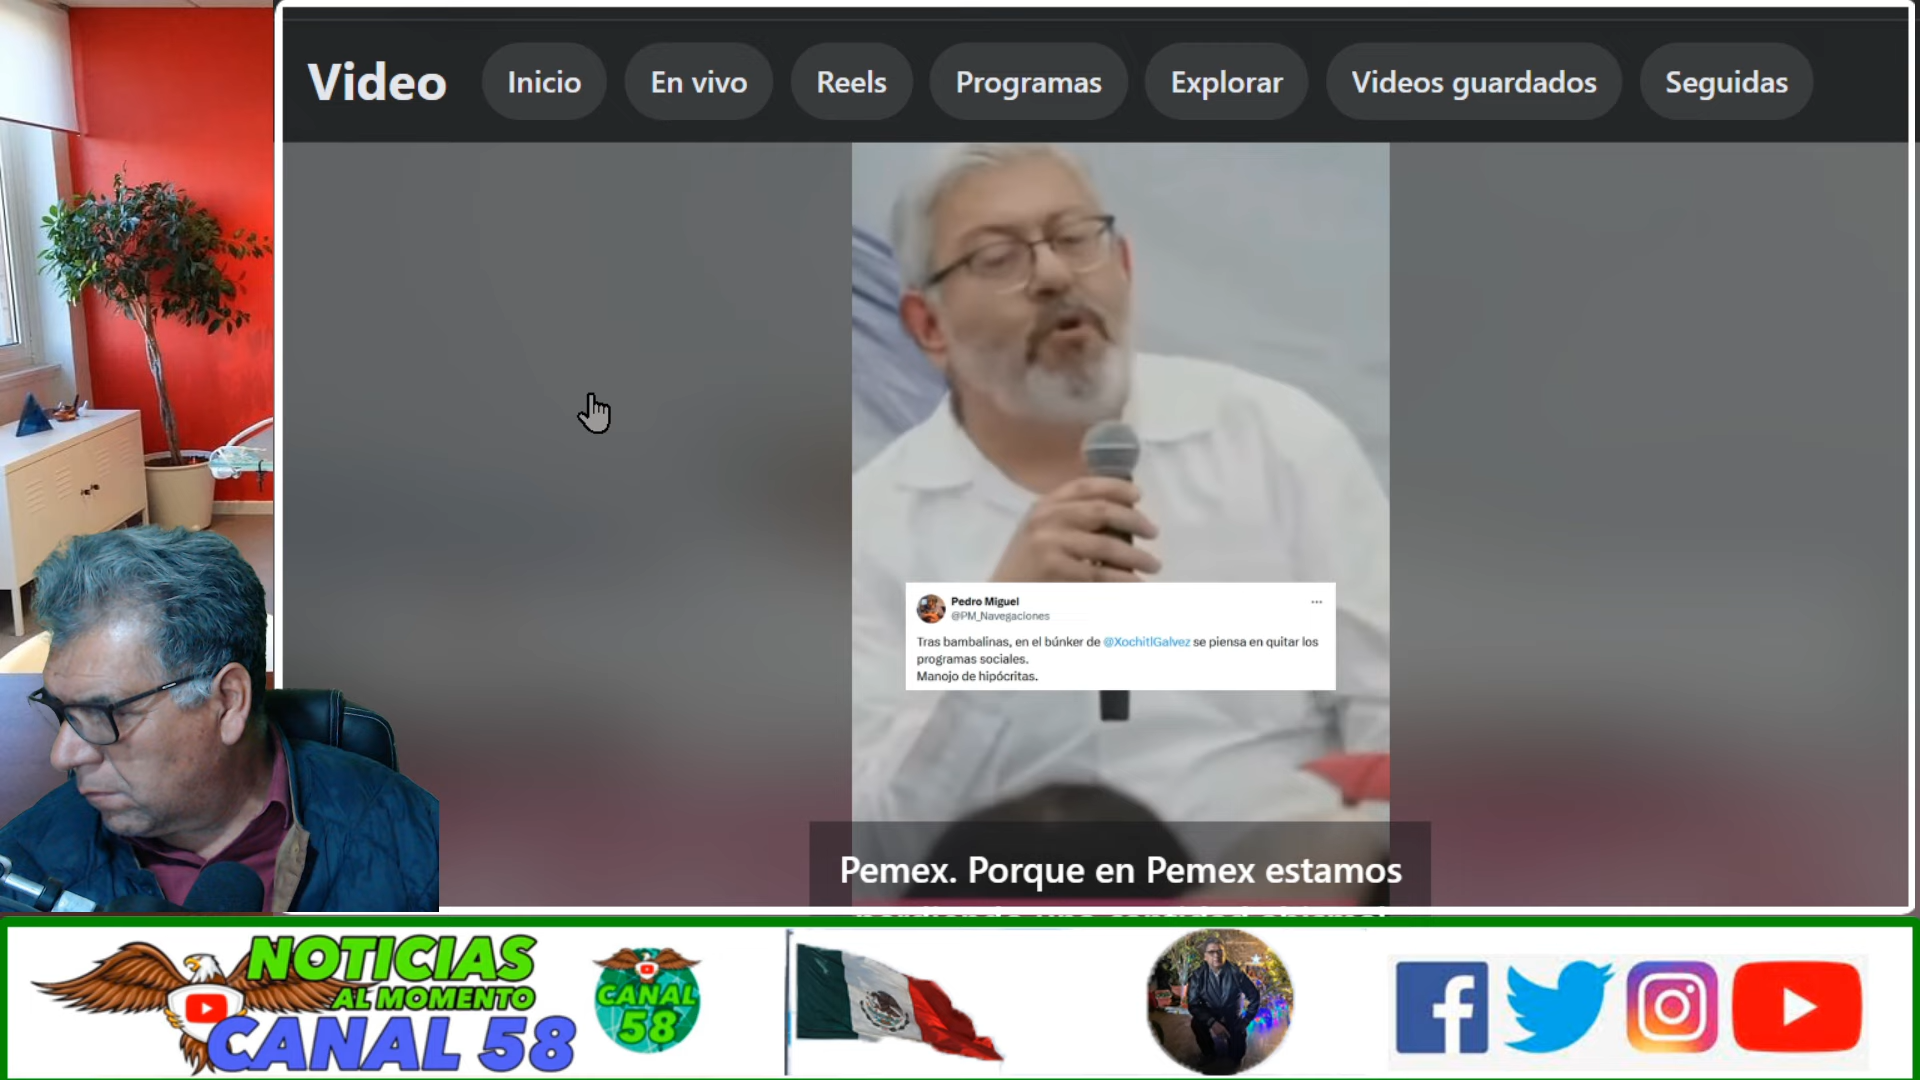 Video
Inicio
En vivo
Reels
Programas
Explorar
Videos guardados
Seguidas
Pedro Miguel
@PM_Navegaciones
Tras bambalinas, en el búnker de @XochitlGalvez se piensa en quitar los
programas sociales.
Manojo de hipócritas.
Pemex. Porque en Pemex estamos
NOTICIAS
AL MOMENTO
CANAL 58
CANAL
58